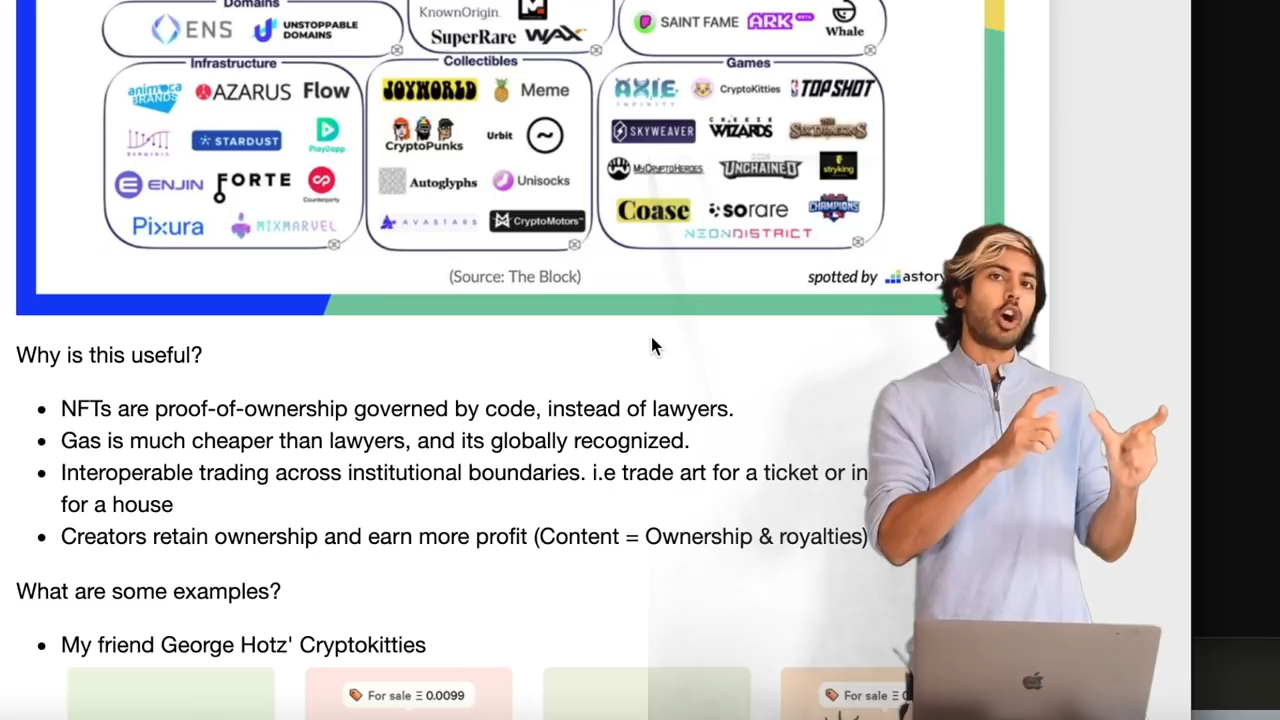 Domains
ENS
UNSTOPPABLE
DOMAINS
KnownOrigin
SuperRare
WAX
SAINT FAME
ARK
BETA
Whale
Infrastructure
animoca
BRANDS
AZARUS
Flow
STARDUST
PlayDapp
ENJIN
FORTE
Counterparty
Pixura
MIXMARVEL
Collectibles
JOYWORLD
Meme
CryptoPunks
Urbit
Autoglyphs
Unisocks
AVASTARS
CryptoMotors
Games
AXIE
INFINITY
CryptoKitties
TOP SHOT
SKYWEAVER
CHEEZE
WIZARDS
MyCryptoHeroes
UNCHAINED
stryking
Coase
sorare
CHAMPIONS
NEONDISTRICT
(Source: The Block)
spotted by astory
Why is this useful?
• NFTs are proof-of-ownership governed by code, instead of lawyers.
• Gas is much cheaper than lawyers, and its globally recognized.
• Interoperable trading across institutional boundaries. i.e trade art for a ticket or in
for a house
• Creators retain ownership and earn more profit (Content = Ownership & royalties)
What are some examples?
• My friend George Hotz' Cryptokitties
For sale Ξ 0.0099
For sale Ξ 0